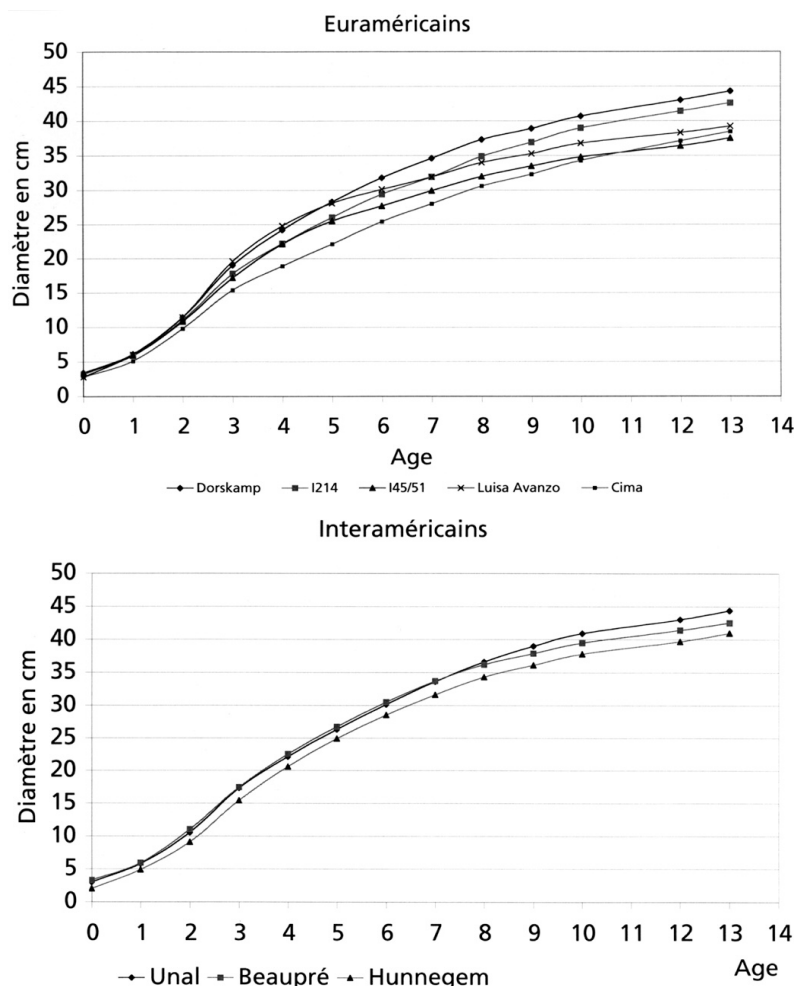 Euraméricains
50
45
40
35
30
25
20
15
10
5
0
Diamètre en cm
0 1 2 3 4 5 6 7 8 9 10 11 12 13 14
Age
Dorskamp I214 I45/51 Luisa Avanzo Cima
Interaméricains
50
45
40
35
30
25
20
15
10
5
0
Diamètre en cm
0 1 2 3 4 5 6 7 8 9 10 11 12 13 14
Age
Unal Beaupré Hunnegem